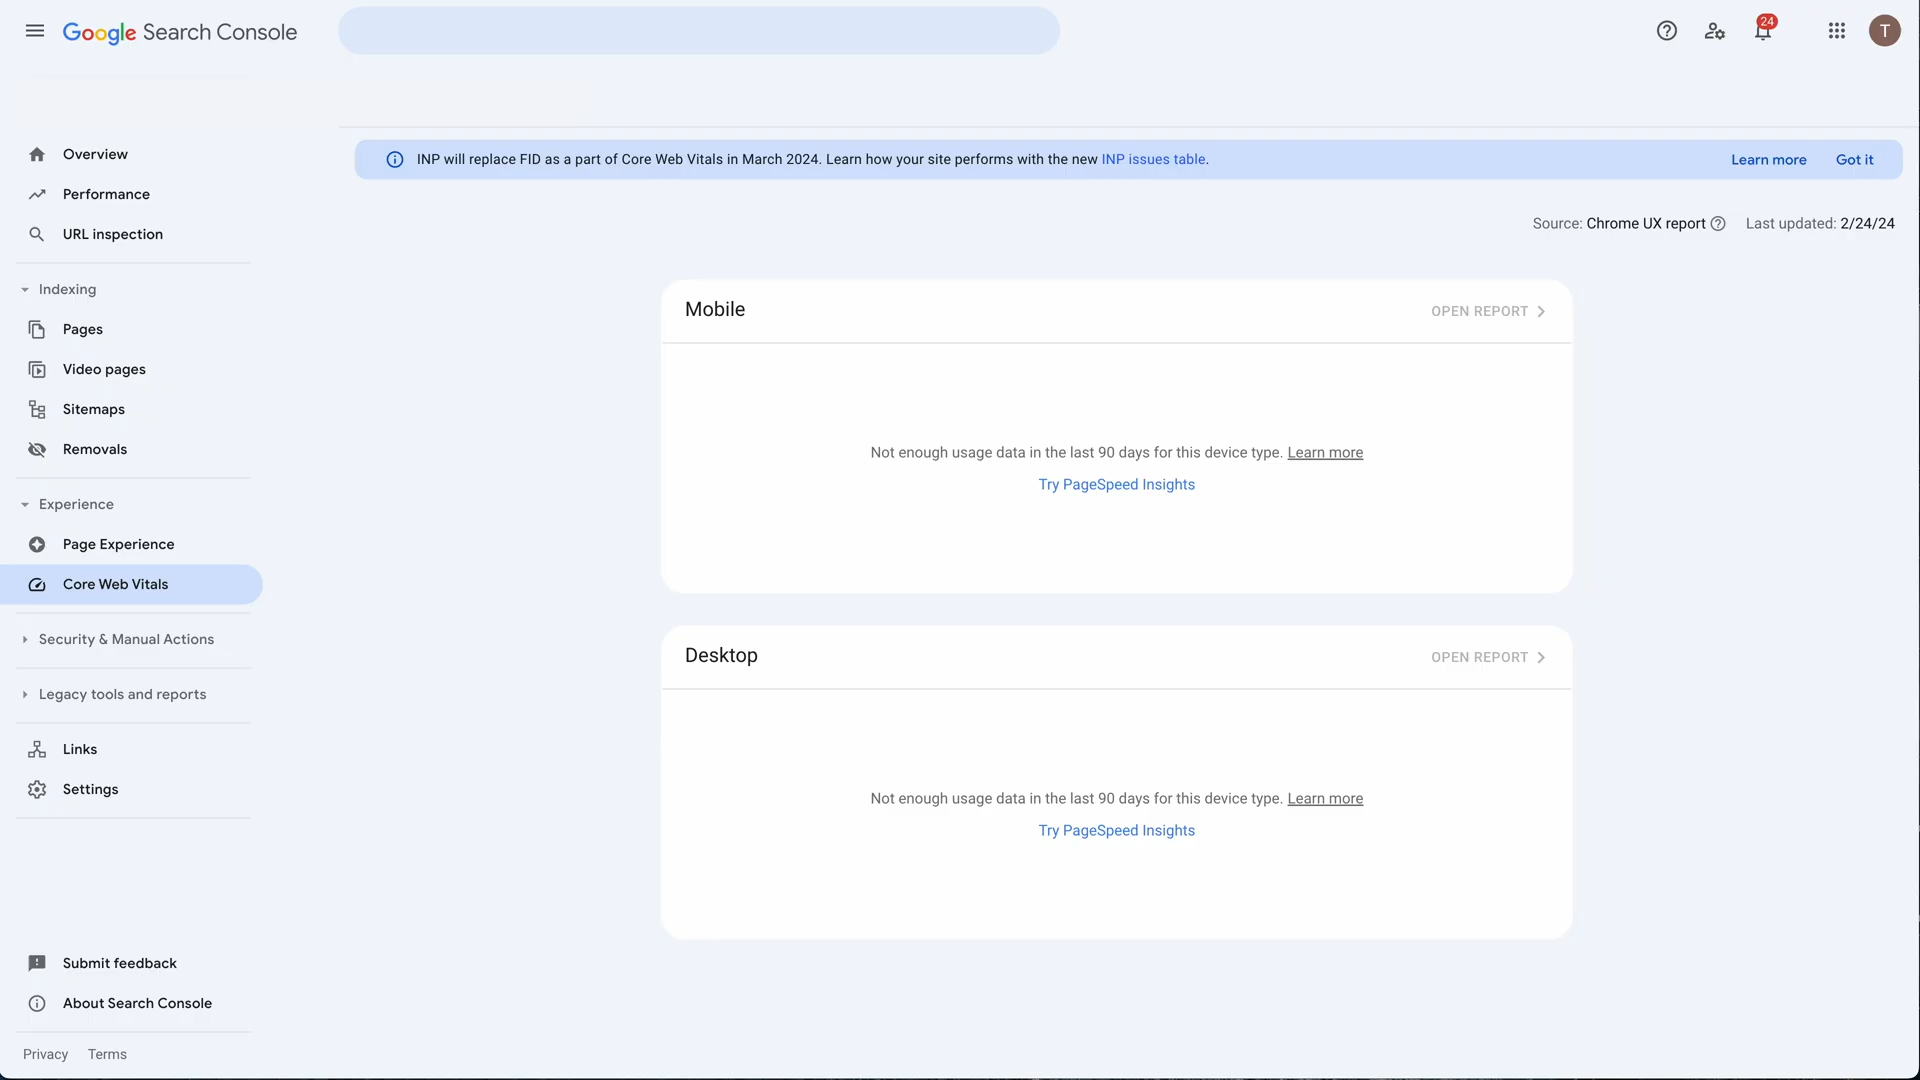 Google Search Console
24
T
Overview
Performance
URL inspection
Indexing
Pages
Video pages
Sitemaps
Removals
Experience
Page Experience
Core Web Vitals
Security & Manual Actions
Legacy tools and reports
Links
Settings
Submit feedback
About Search Console
Privacy Terms
INP will replace FID as a part of Core Web Vitals in March 2024. Learn how your site performs with the new INP issues table. Learn more Got it
Source: Chrome UX report Last updated: 2/24/24
Mobile OPEN REPORT
Not enough usage data in the last 90 days for this device type. Learn more
Try PageSpeed Insights
Desktop OPEN REPORT
Not enough usage data in the last 90 days for this device type. Learn more
Try PageSpeed Insights